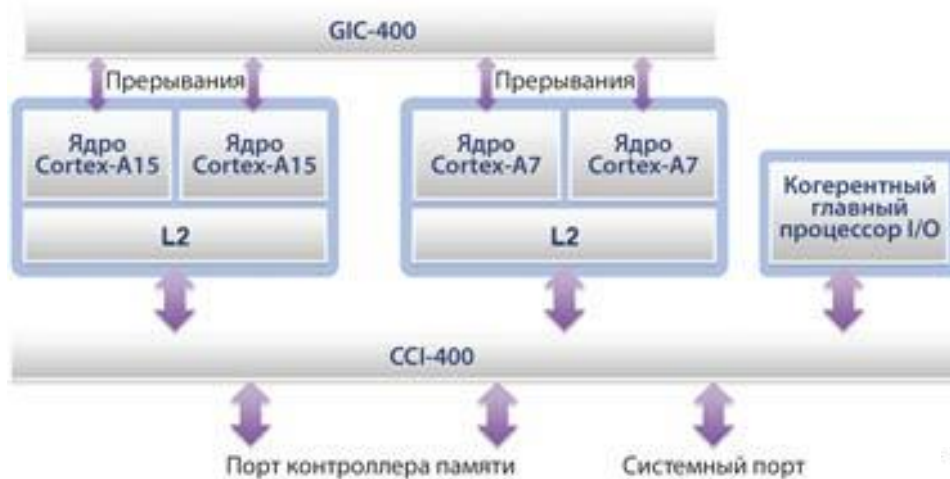 GIC-400
Прерывания Прерывания
Ядро Ядро Ядро Ядро
Cortex-A15 Cortex-A15 Cortex-A7 Cortex-A7
Когерентный
главный
процессор I/O
L2 L2
CCI-400
Порт контроллера памяти Системный порт